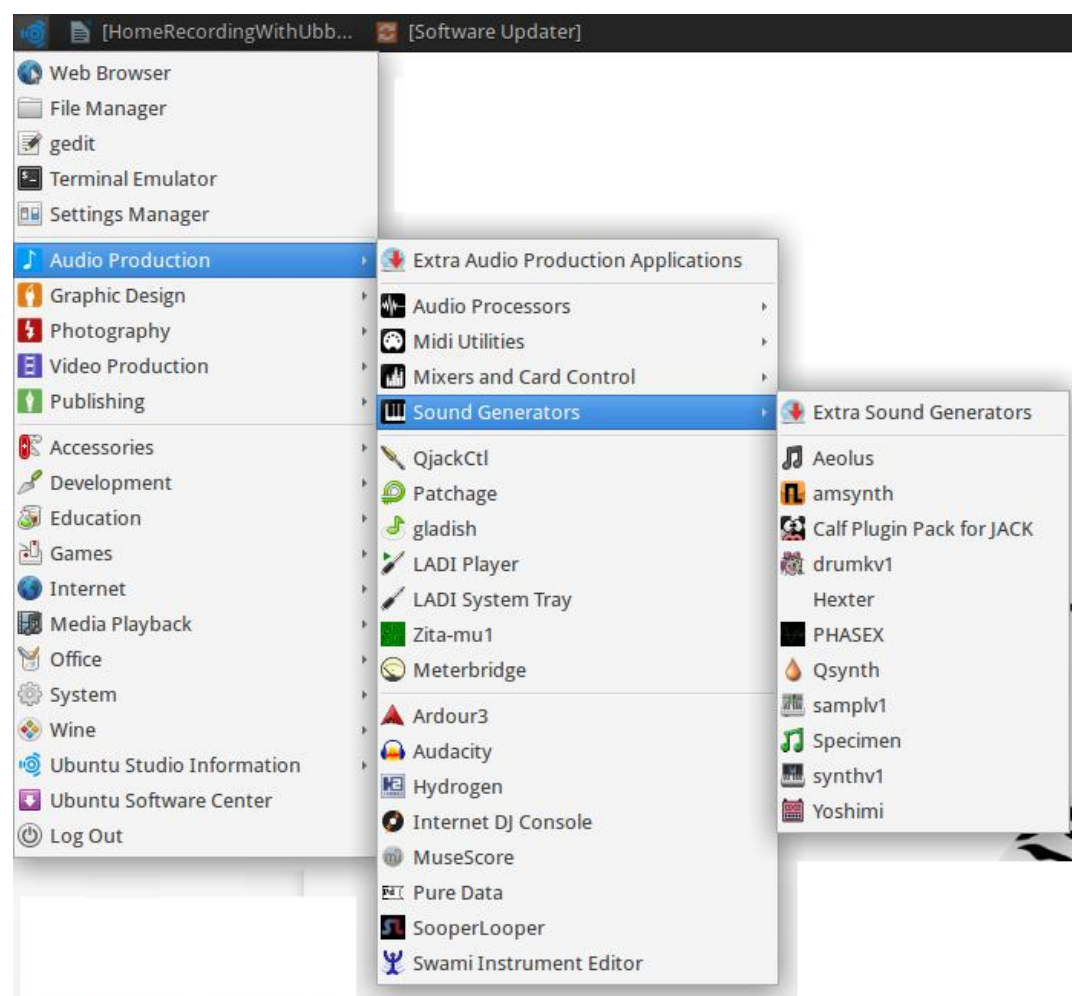 [HomeRecordingWithUbb... [Software Updater]
Web Browser
File Manager
gedit
Terminal Emulator
Settings Manager
Audio Production
Graphic Design
Photography
Video Production
Publishing
Accessories
Development
Education
Games
Internet
Media Playback
Office
System
Wine
Ubuntu Studio Information
Ubuntu Software Center
Log Out
Extra Audio Production Applications
Audio Processors
Midi Utilities
Mixers and Card Control
Sound Generators
QjackCtl
Patchage
gladish
LADI Player
LADI System Tray
Zita-mu1
Meterbridge
Ardour3
Audacity
Hydrogen
Internet DJ Console
MuseScore
Pure Data
SooperLooper
Swami Instrument Editor
Extra Sound Generators
Aeolus
amsynth
Calf Plugin Pack for JACK
drumkv1
Hexter
PHASEX
Qsynth
samplv1
Specimen
synthv1
Yoshimi